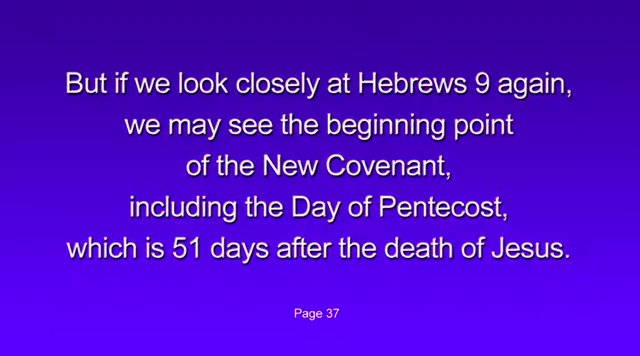 But if we look closely at Hebrews 9 again,
we may see the beginning point
of the New Covenant,
including the Day of Pentecost,
which is 51 days after the death of Jesus.
Page 37